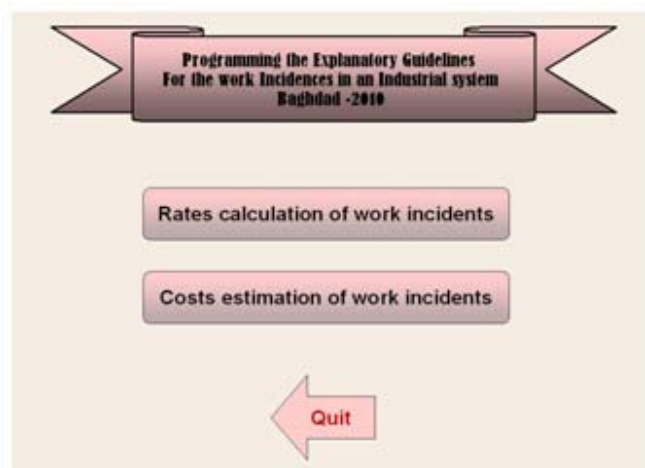 Programming the Explanatory Guidelines
For the work Incidences in an Industrial system
Baghdad -2010
Rates calculation of work incidents
Costs estimation of work incidents
Quit